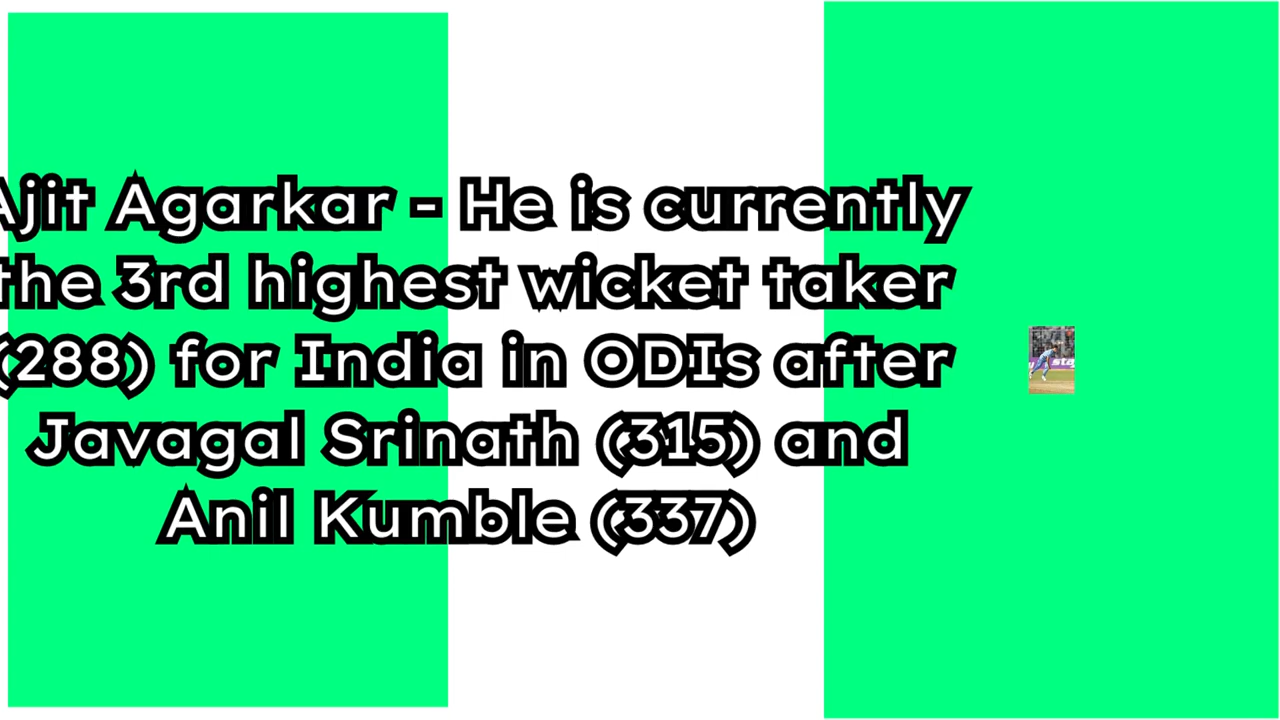 Ajit Agarkar - He is currently
the 3rd highest wicket taker
(288) for India in ODIs after
Javagal Srinath (315) and
Anil Kumble (337)